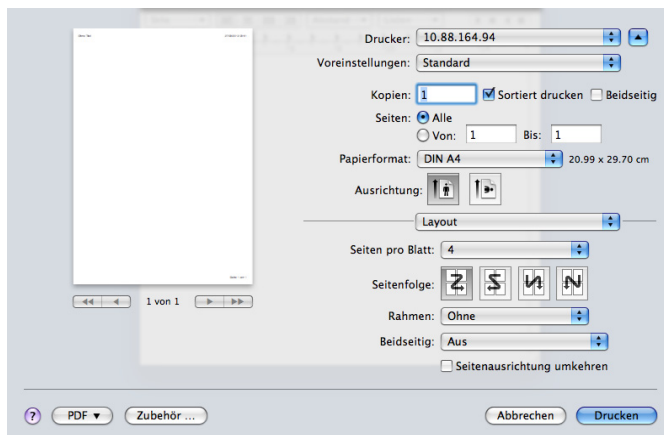 Drucker: 10.88.164.94
Voreinstellungen: Standard
Kopien: 1 Sortiert drucken Beidseitig
Seiten: Alle
Von: 1 Bis: 1
Papierformat: DIN A4 20.99 x 29.70 cm
Ausrichtung:
Layout
Seiten pro Blatt: 4
Seitenfolge:
1 von 1
Rahmen: Ohne
Beidseitig: Aus
Seitenausrichtung umkehren
? PDF Zubehör ... Abbrechen Drucken